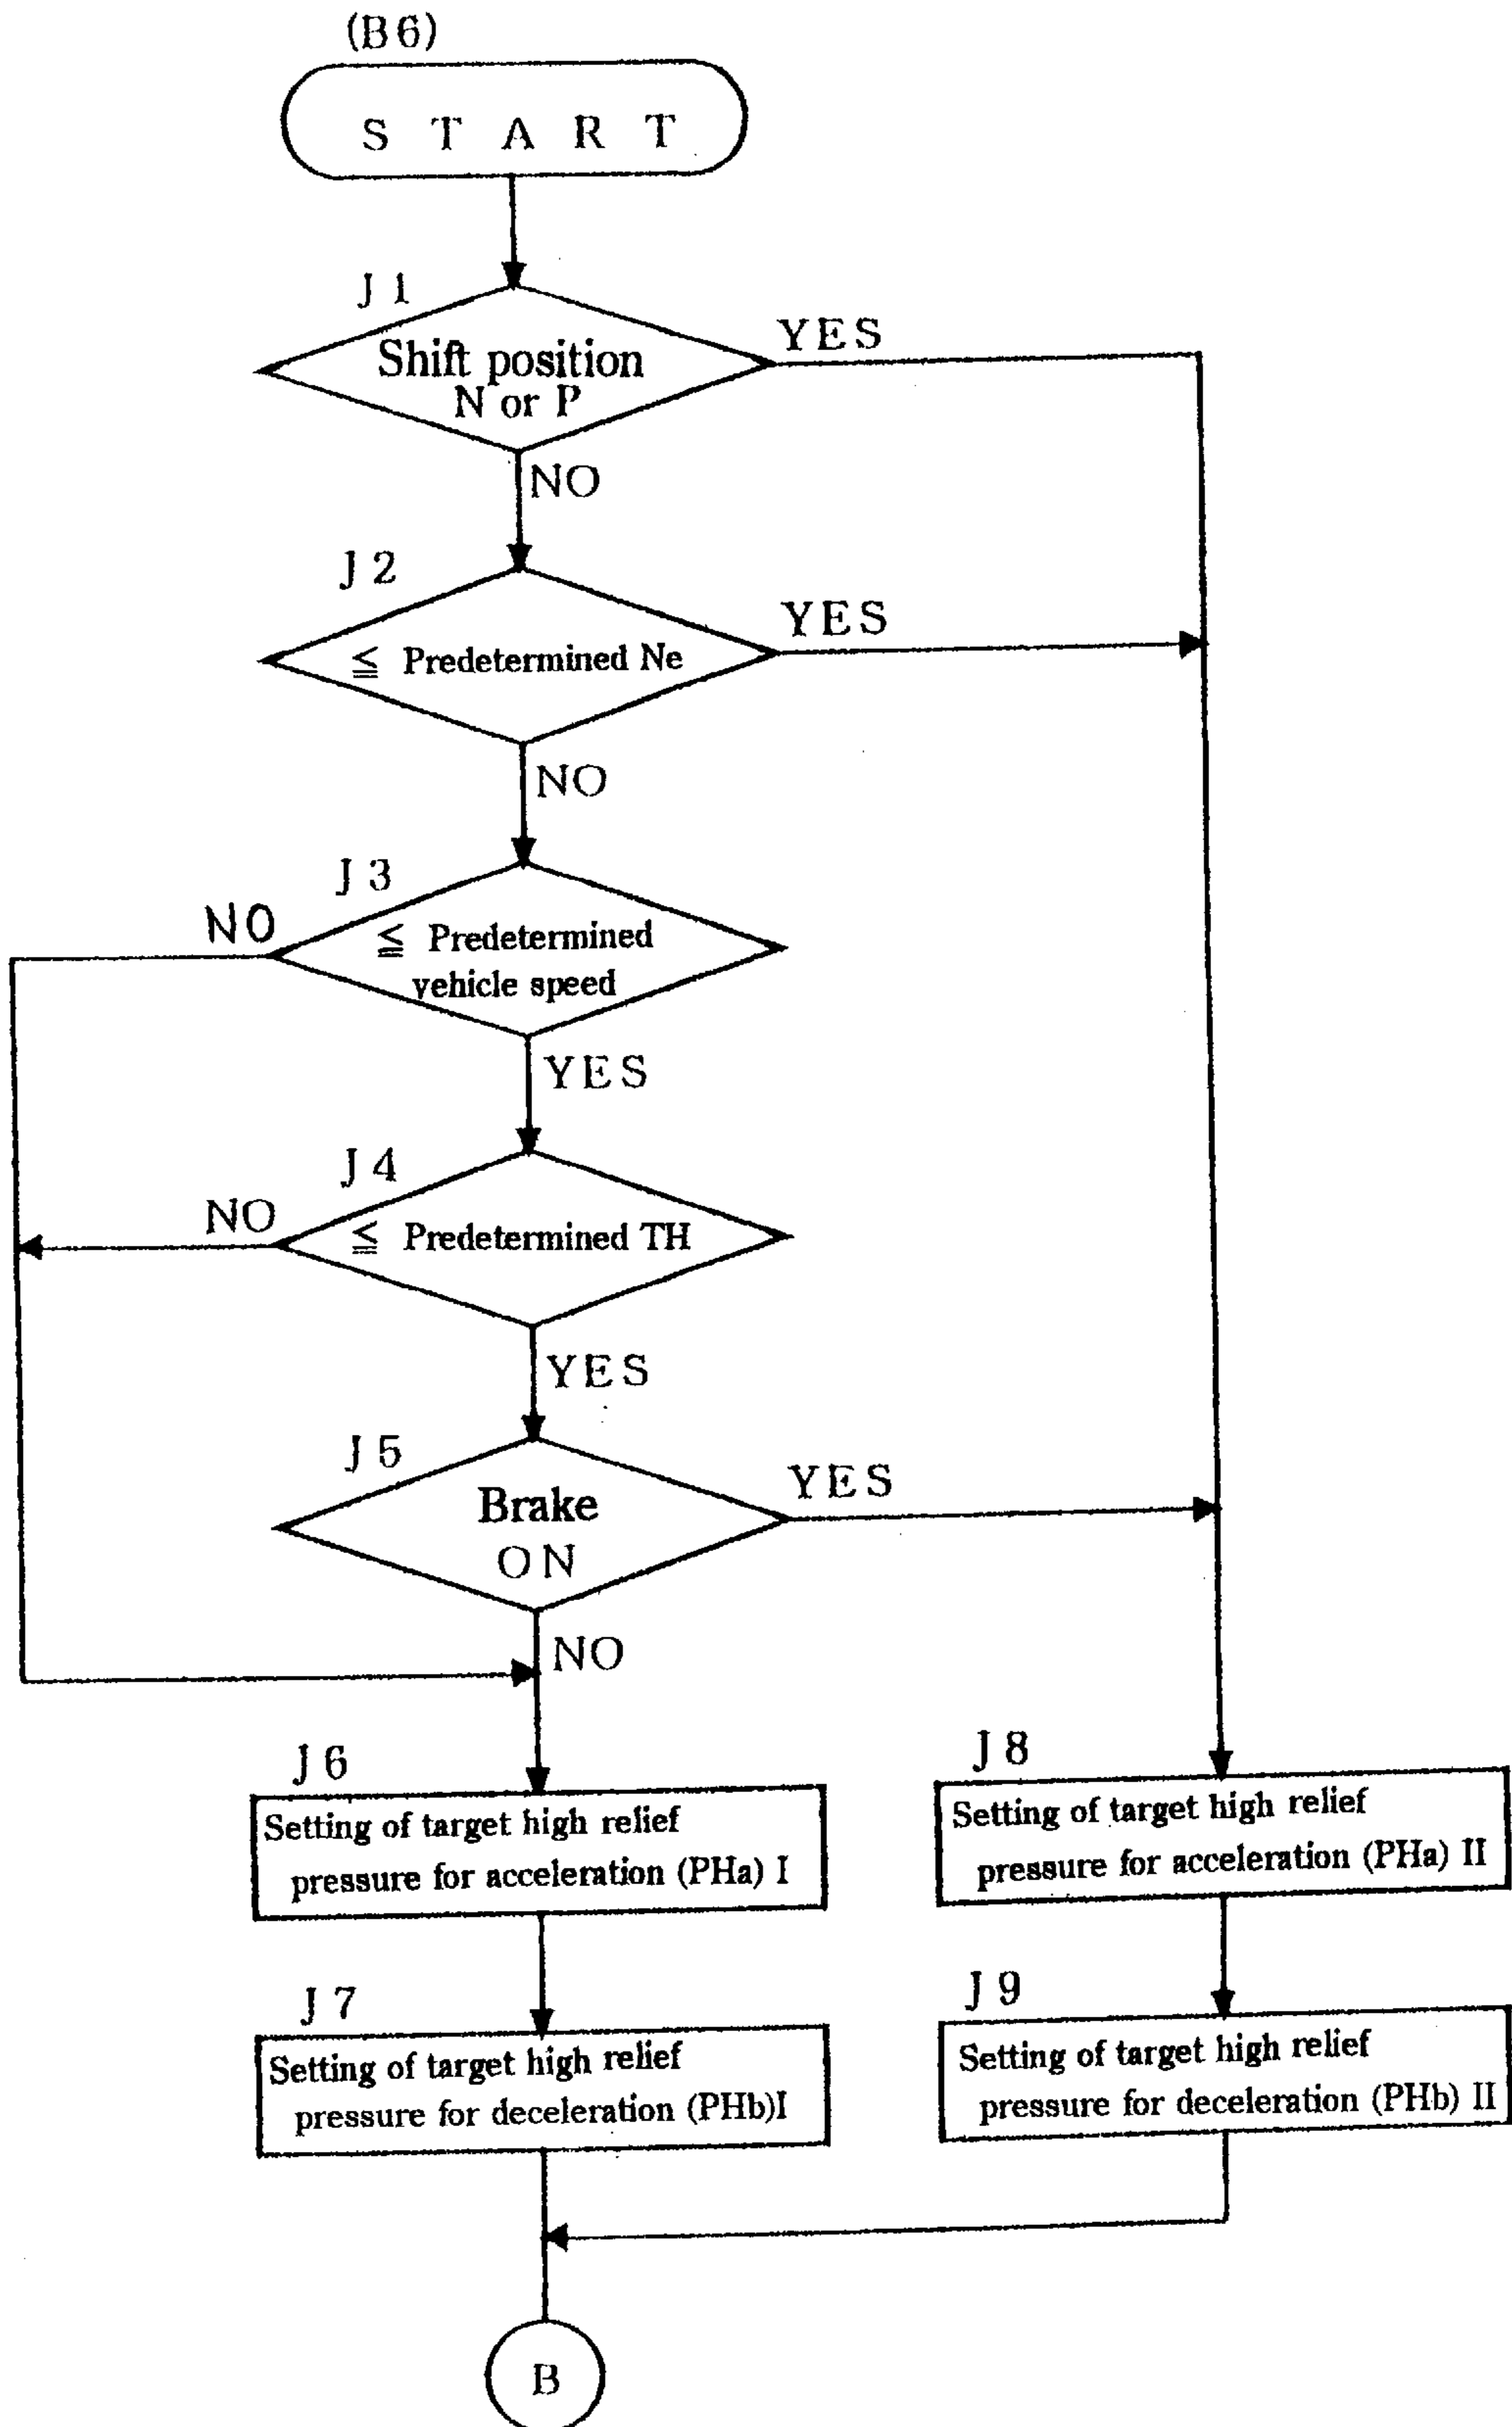 (B6)
START
J1
Shift position
N or P
YES
NO
J2
≦ Predetermined Ne
YES
NO
J3
≦ Predetermined
vehicle speed
NO
YES
J4
≦ Predetermined TH
NO
YES
J5
Brake
ON
YES
NO
J6
Setting of target high relief
pressure for acceleration (PHa) I
J8
Setting of target high relief
pressure for acceleration (PHa) II
J7
Setting of target high relief
pressure for deceleration (PHb)I
J9
Setting of target high relief
pressure for deceleration (PHb) II
B